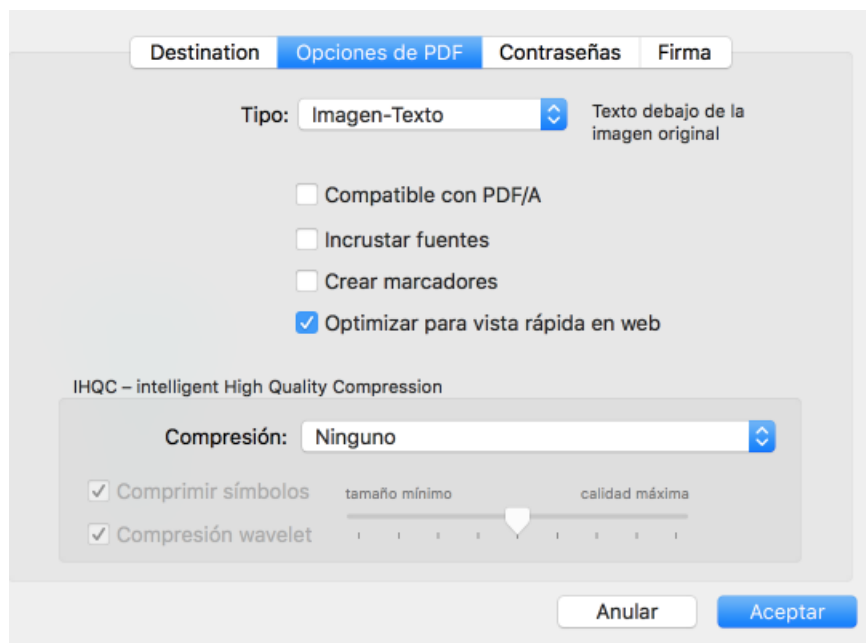 Destination Opciones de PDF Contraseñas Firma
Tipo: Imagen-Texto Texto debajo de la
imagen original
Compatible con PDF/A
Incrustar fuentes
Crear marcadores
Optimizar para vista rápida en web
IHQC – intelligent High Quality Compression
Compresión: Ninguno
Comprimir símbolos tamaño mínimo calidad máxima
Compresión wavelet
Anular Aceptar